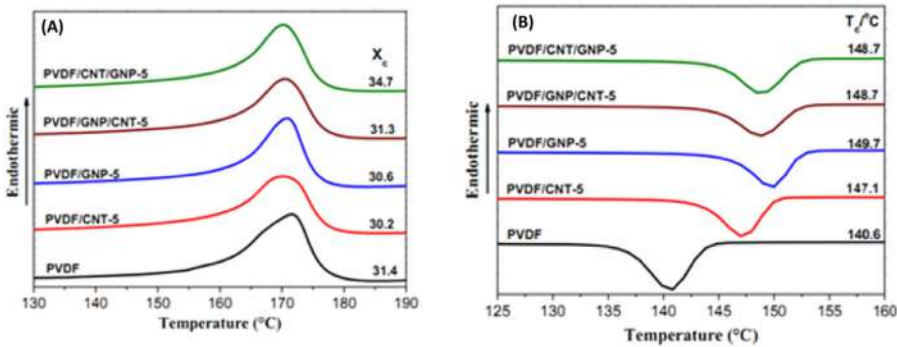 (A)
X_c
PVDF/CNT/GNP-5
34.7
PVDF/GNP/CNT-5
31.3
PVDF/GNP-5
30.6
PVDF/CNT-5
30.2
PVDF
31.4
Endothermic
130 140 150 160 170 180 190
Temperature (°C)
(B)
T_c/°C
PVDF/CNT/GNP-5
148.7
PVDF/GNP/CNT-5
148.7
PVDF/GNP-5
149.7
PVDF/CNT-5
147.1
PVDF
140.6
Endothermic
125 130 135 140 145 150 155 160
Temperature (°C)